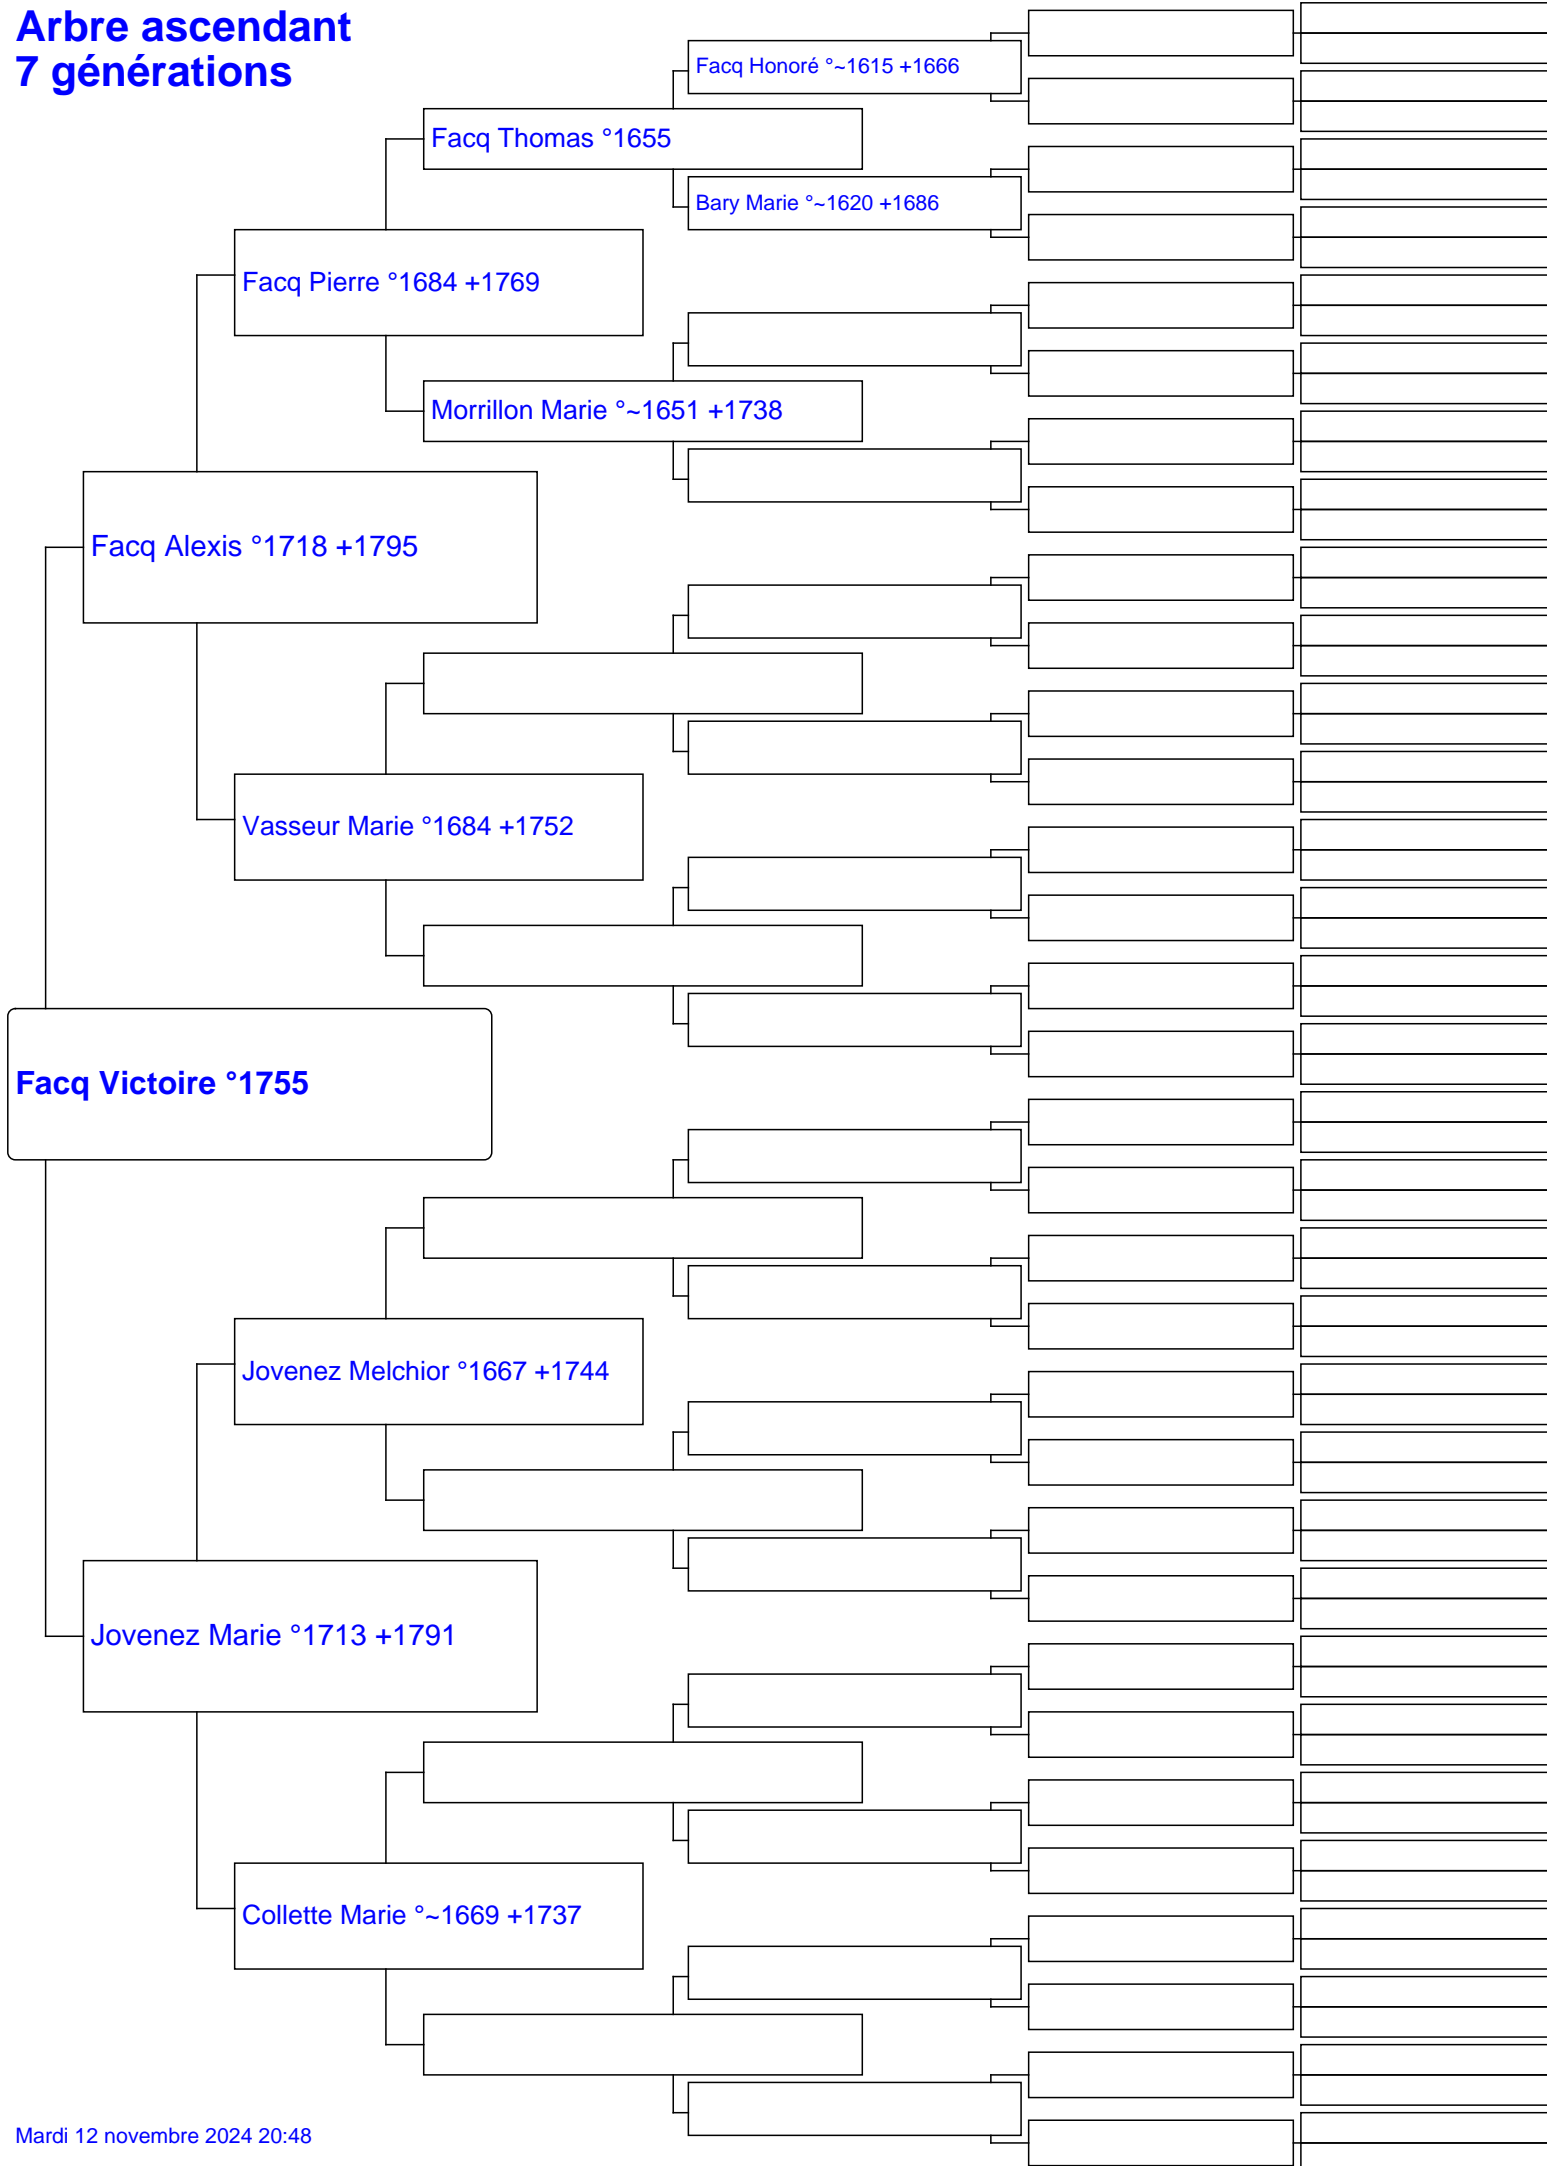 Arbre ascendant
7 générations
Facq Honoré °~1615 +1666
Facq Thomas °1655
Bary Marie °~1620 +1686
Facq Pierre °1684 +1769
Morrillon Marie °~1651 +1738
Facq Alexis °1718 +1795
Vasseur Marie °1684 +1752
Facq Victoire °1755
Jovenez Melchior °1667 +1744
Jovenez Marie °1713 +1791
Collette Marie °~1669 +1737
Mardi 12 novembre 2024 20:48